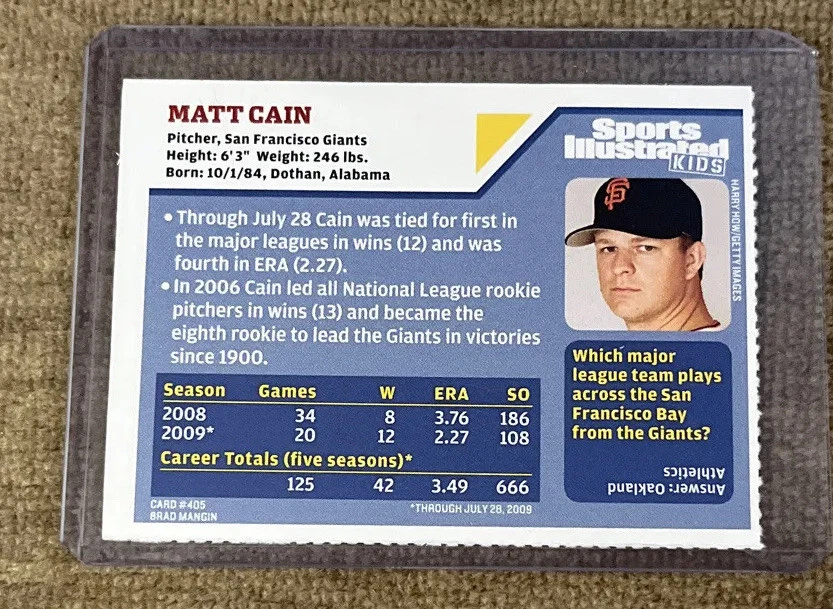 MATT CAIN
Pitcher, San Francisco Giants
Height: 6'3" Weight: 246 lbs.
Born: 10/1/84, Dothan, Alabama
Sports
Illustrated
KIDS
SF
HARRY HOW/GETTY IMAGES
• Through July 28 Cain was tied for first in
the major leagues in wins (12) and was
fourth in ERA (2.27).
• In 2006 Cain led all National League rookie
pitchers in wins (13) and became the
eighth rookie to lead the Giants in victories
since 1900.
Season Games W ERA SO
2008 34 8 3.76 186
2009* 20 12 2.27 108
Career Totals (five seasons)*
125 42 3.49 666
CARD #405
BRAD MANGIN
*THROUGH JULY 28, 2009
Which major
league team plays
across the San
Francisco Bay
from the Giants?
Answer: Oakland
Athletics